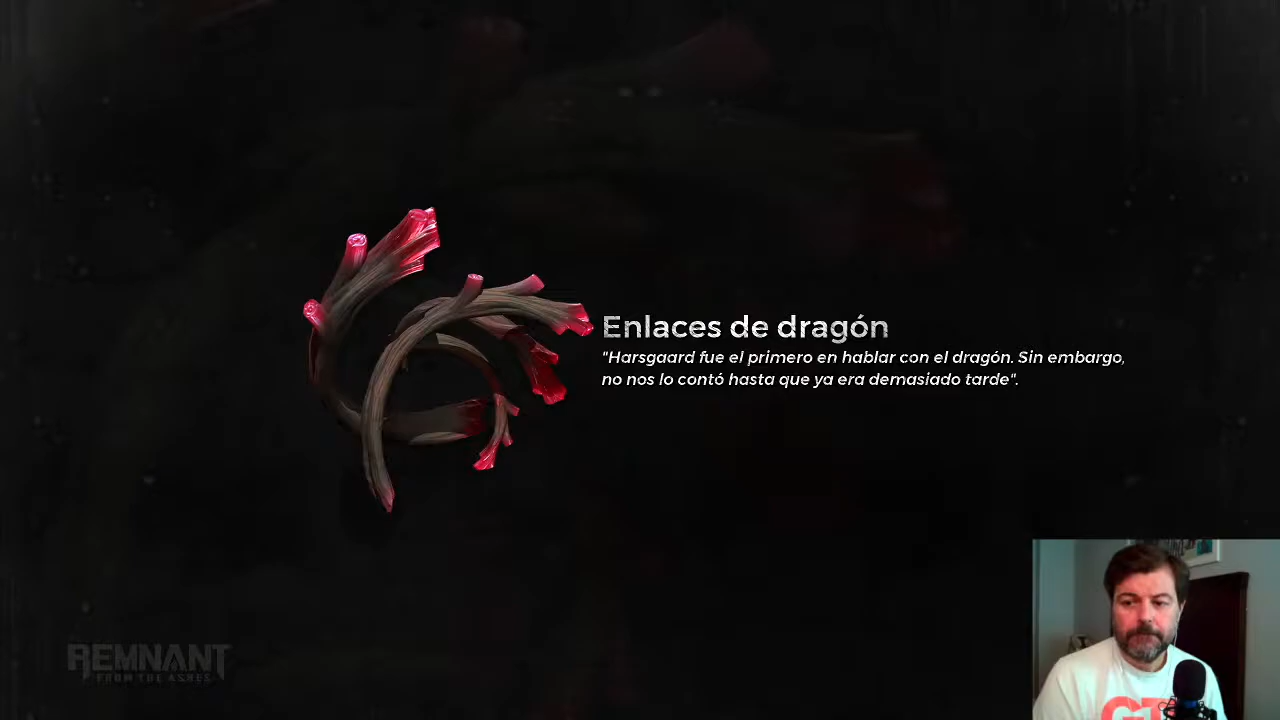 Enlaces de dragón
"Harsgaard fue el primero en hablar con el dragón. Sin embargo,
no nos lo contó hasta que ya era demasiado tarde".
REMNANT
FROM THE ASHES